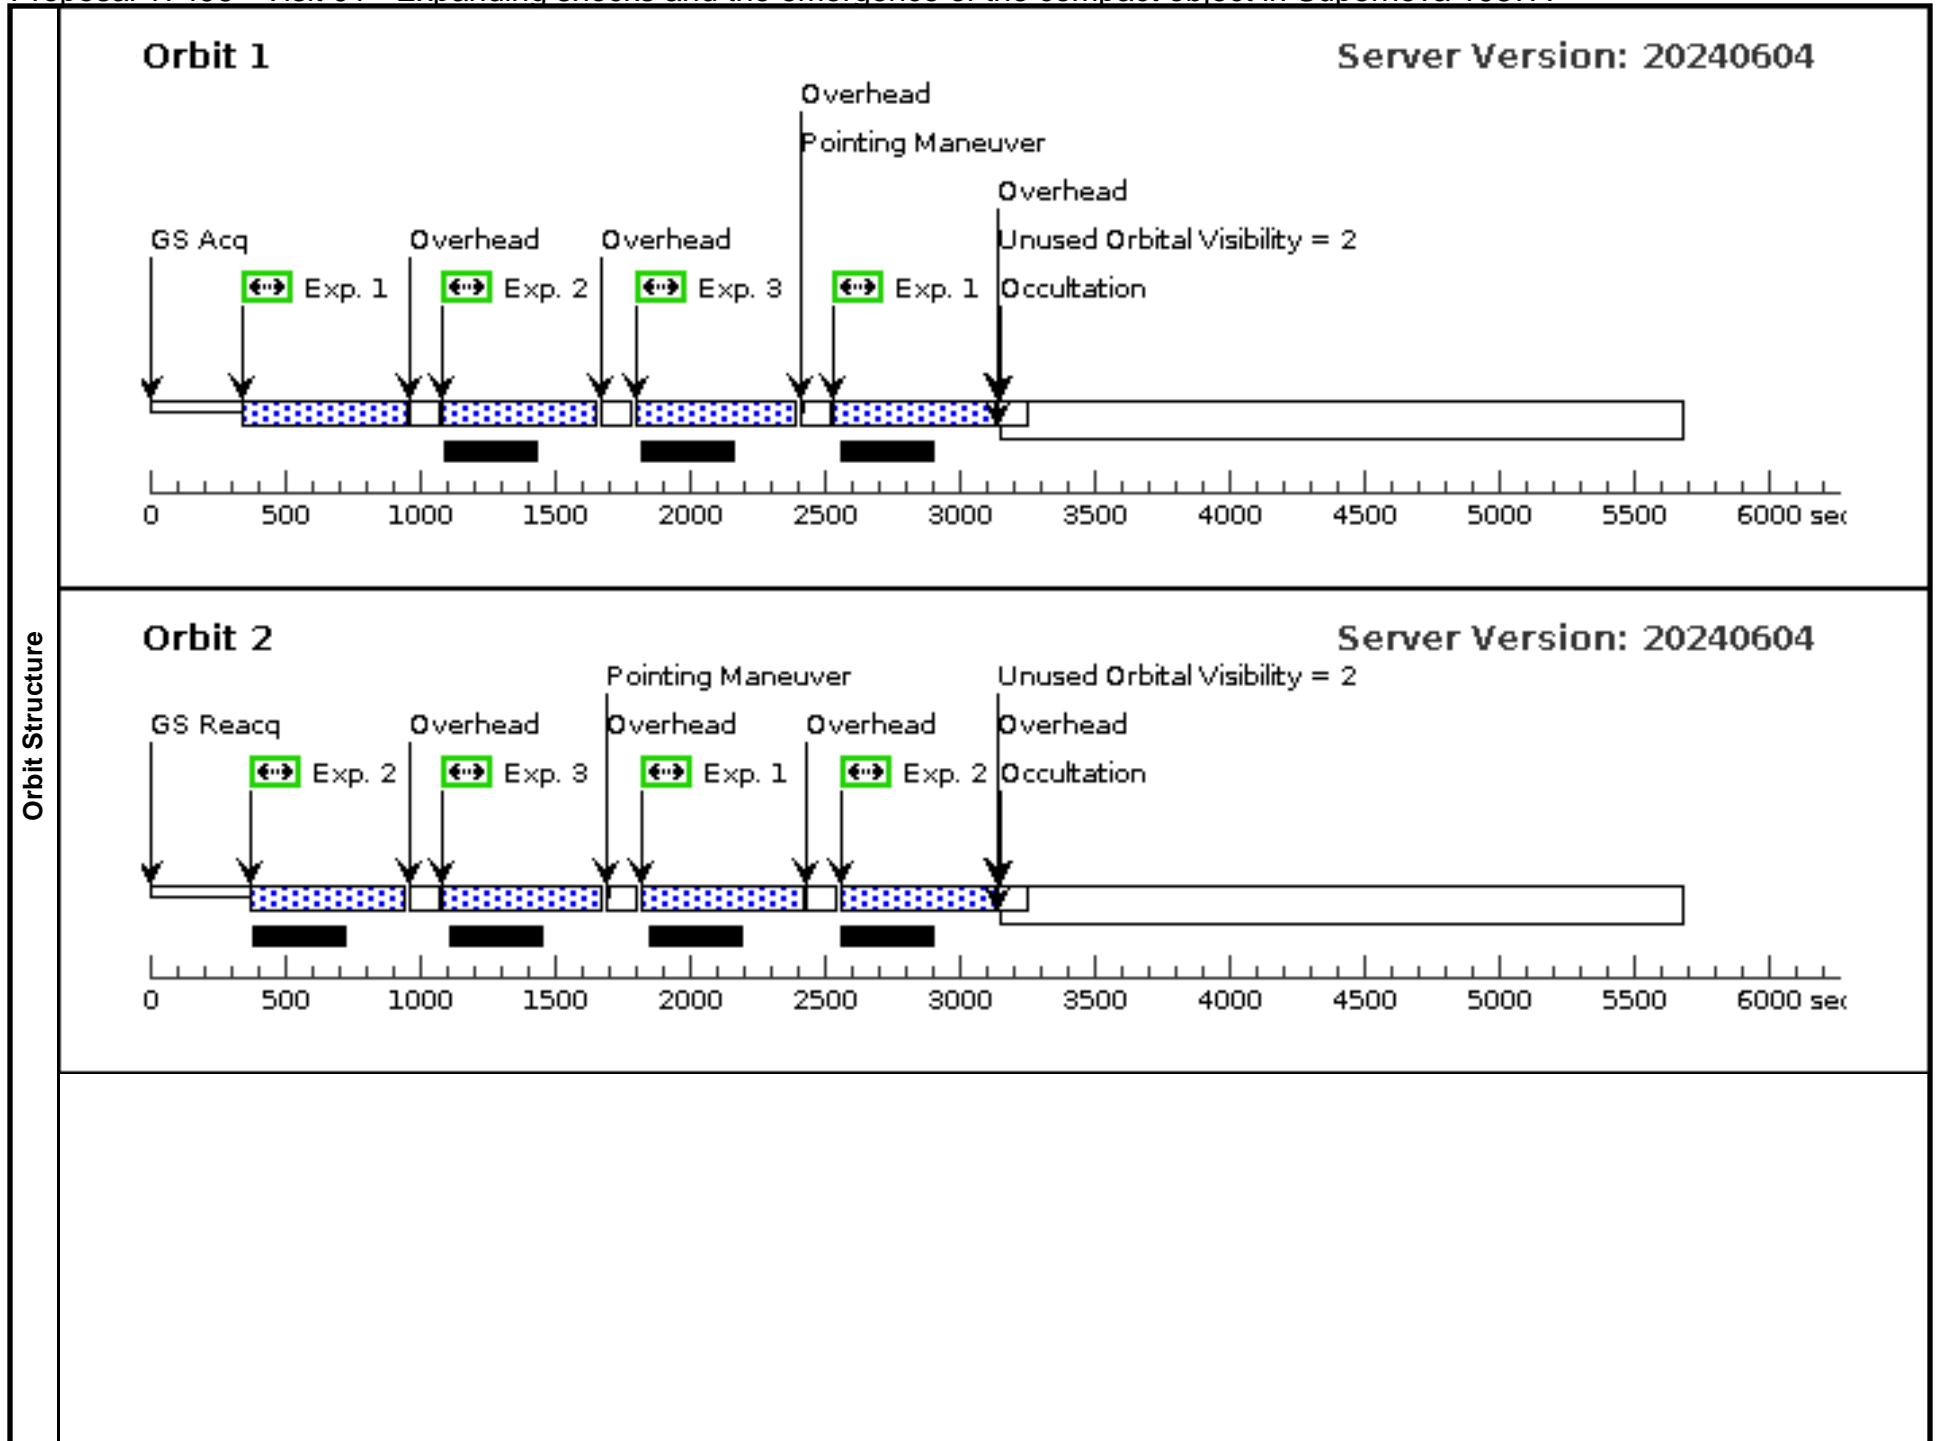 Orbit Structure
Orbit 1 Server Version: 20240604
Overhead
Pointing Maneuver
Overhead
GS Acq Overhead Overhead Unused Orbital Visibility = 2
Exp. 1 Exp. 2 Exp. 3 Exp. 1 Occultation
0 500 1000 1500 2000 2500 3000 3500 4000 4500 5000 5500 6000
Orbit 2 Server Version: 20240604
Pointing Maneuver Unused Orbital Visibility = 2
GS Reacq Overhead Overhead Overhead Overhead
Exp. 2 Exp. 3 Exp. 1 Exp. 2 Occultation
0 500 1000 1500 2000 2500 3000 3500 4000 4500 5000 5500 6000